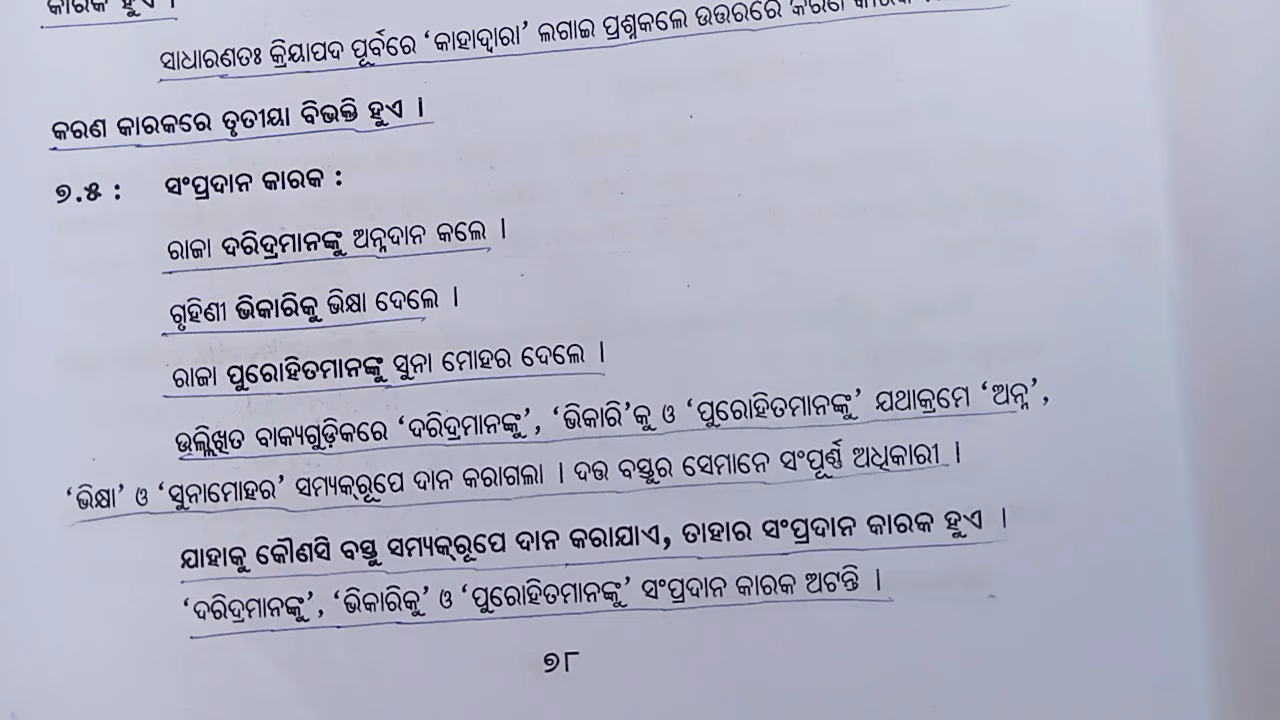 କାରକ ହୁଏ ।
ସାଧାରଣତଃ କ୍ରିୟାପଦ ପୂର୍ବରେ ‘କାହାଦ୍ୱାରା’ ଲଗାଇ ପ୍ରଶ୍ନକଲେ ଉତ୍ତରରେ କରଣ କାରକ
କରଣ କାରକରେ ତୃତୀୟା ବିଭକ୍ତି ହୁଏ ।
୭.୫ : ସଂପ୍ରଦାନ କାରକ :
ରାଜା ଦରିଦ୍ରମାନଙ୍କୁ ଅନ୍ନଦାନ କଲେ ।
ଗୃହିଣୀ ଭିକାରିକୁ ଭିକ୍ଷା ଦେଲେ ।
ରାଜା ପୁରୋହିତମାନଙ୍କୁ ସୁନା ମୋହର ଦେଲେ ।
ଉଲ୍ଲିଖିତ ବାକ୍ୟଗୁଡ଼ିକରେ ‘ଦରିଦ୍ରମାନଙ୍କୁ’, ‘ଭିକାରି’କୁ ଓ ‘ପୁରୋହିତମାନଙ୍କୁ’ ଯଥାକ୍ରମେ ‘ଅନ୍ନ’,
‘ଭିକ୍ଷା’ ଓ ‘ସୁନାମୋହର’ ସମ୍ୟକ୍‌ରୂପେ ଦାନ କରାଗଲା । ଦତ୍ତ ବସ୍ତୁର ସେମାନେ ସଂପୂର୍ଣ୍ଣ ଅଧିକାରୀ ।
ଯାହାକୁ କୌଣସି ବସ୍ତୁ ସମ୍ୟକ୍‌ରୂପେ ଦାନ କରାଯାଏ, ତାହାର ସଂପ୍ରଦାନ କାରକ ହୁଏ ।
‘ଦରିଦ୍ରମାନଙ୍କୁ’, ‘ଭିକାରିକୁ’ ଓ ‘ପୁରୋହିତମାନଙ୍କୁ’ ସଂପ୍ରଦାନ କାରକ ଅଟନ୍ତି ।
୭୮